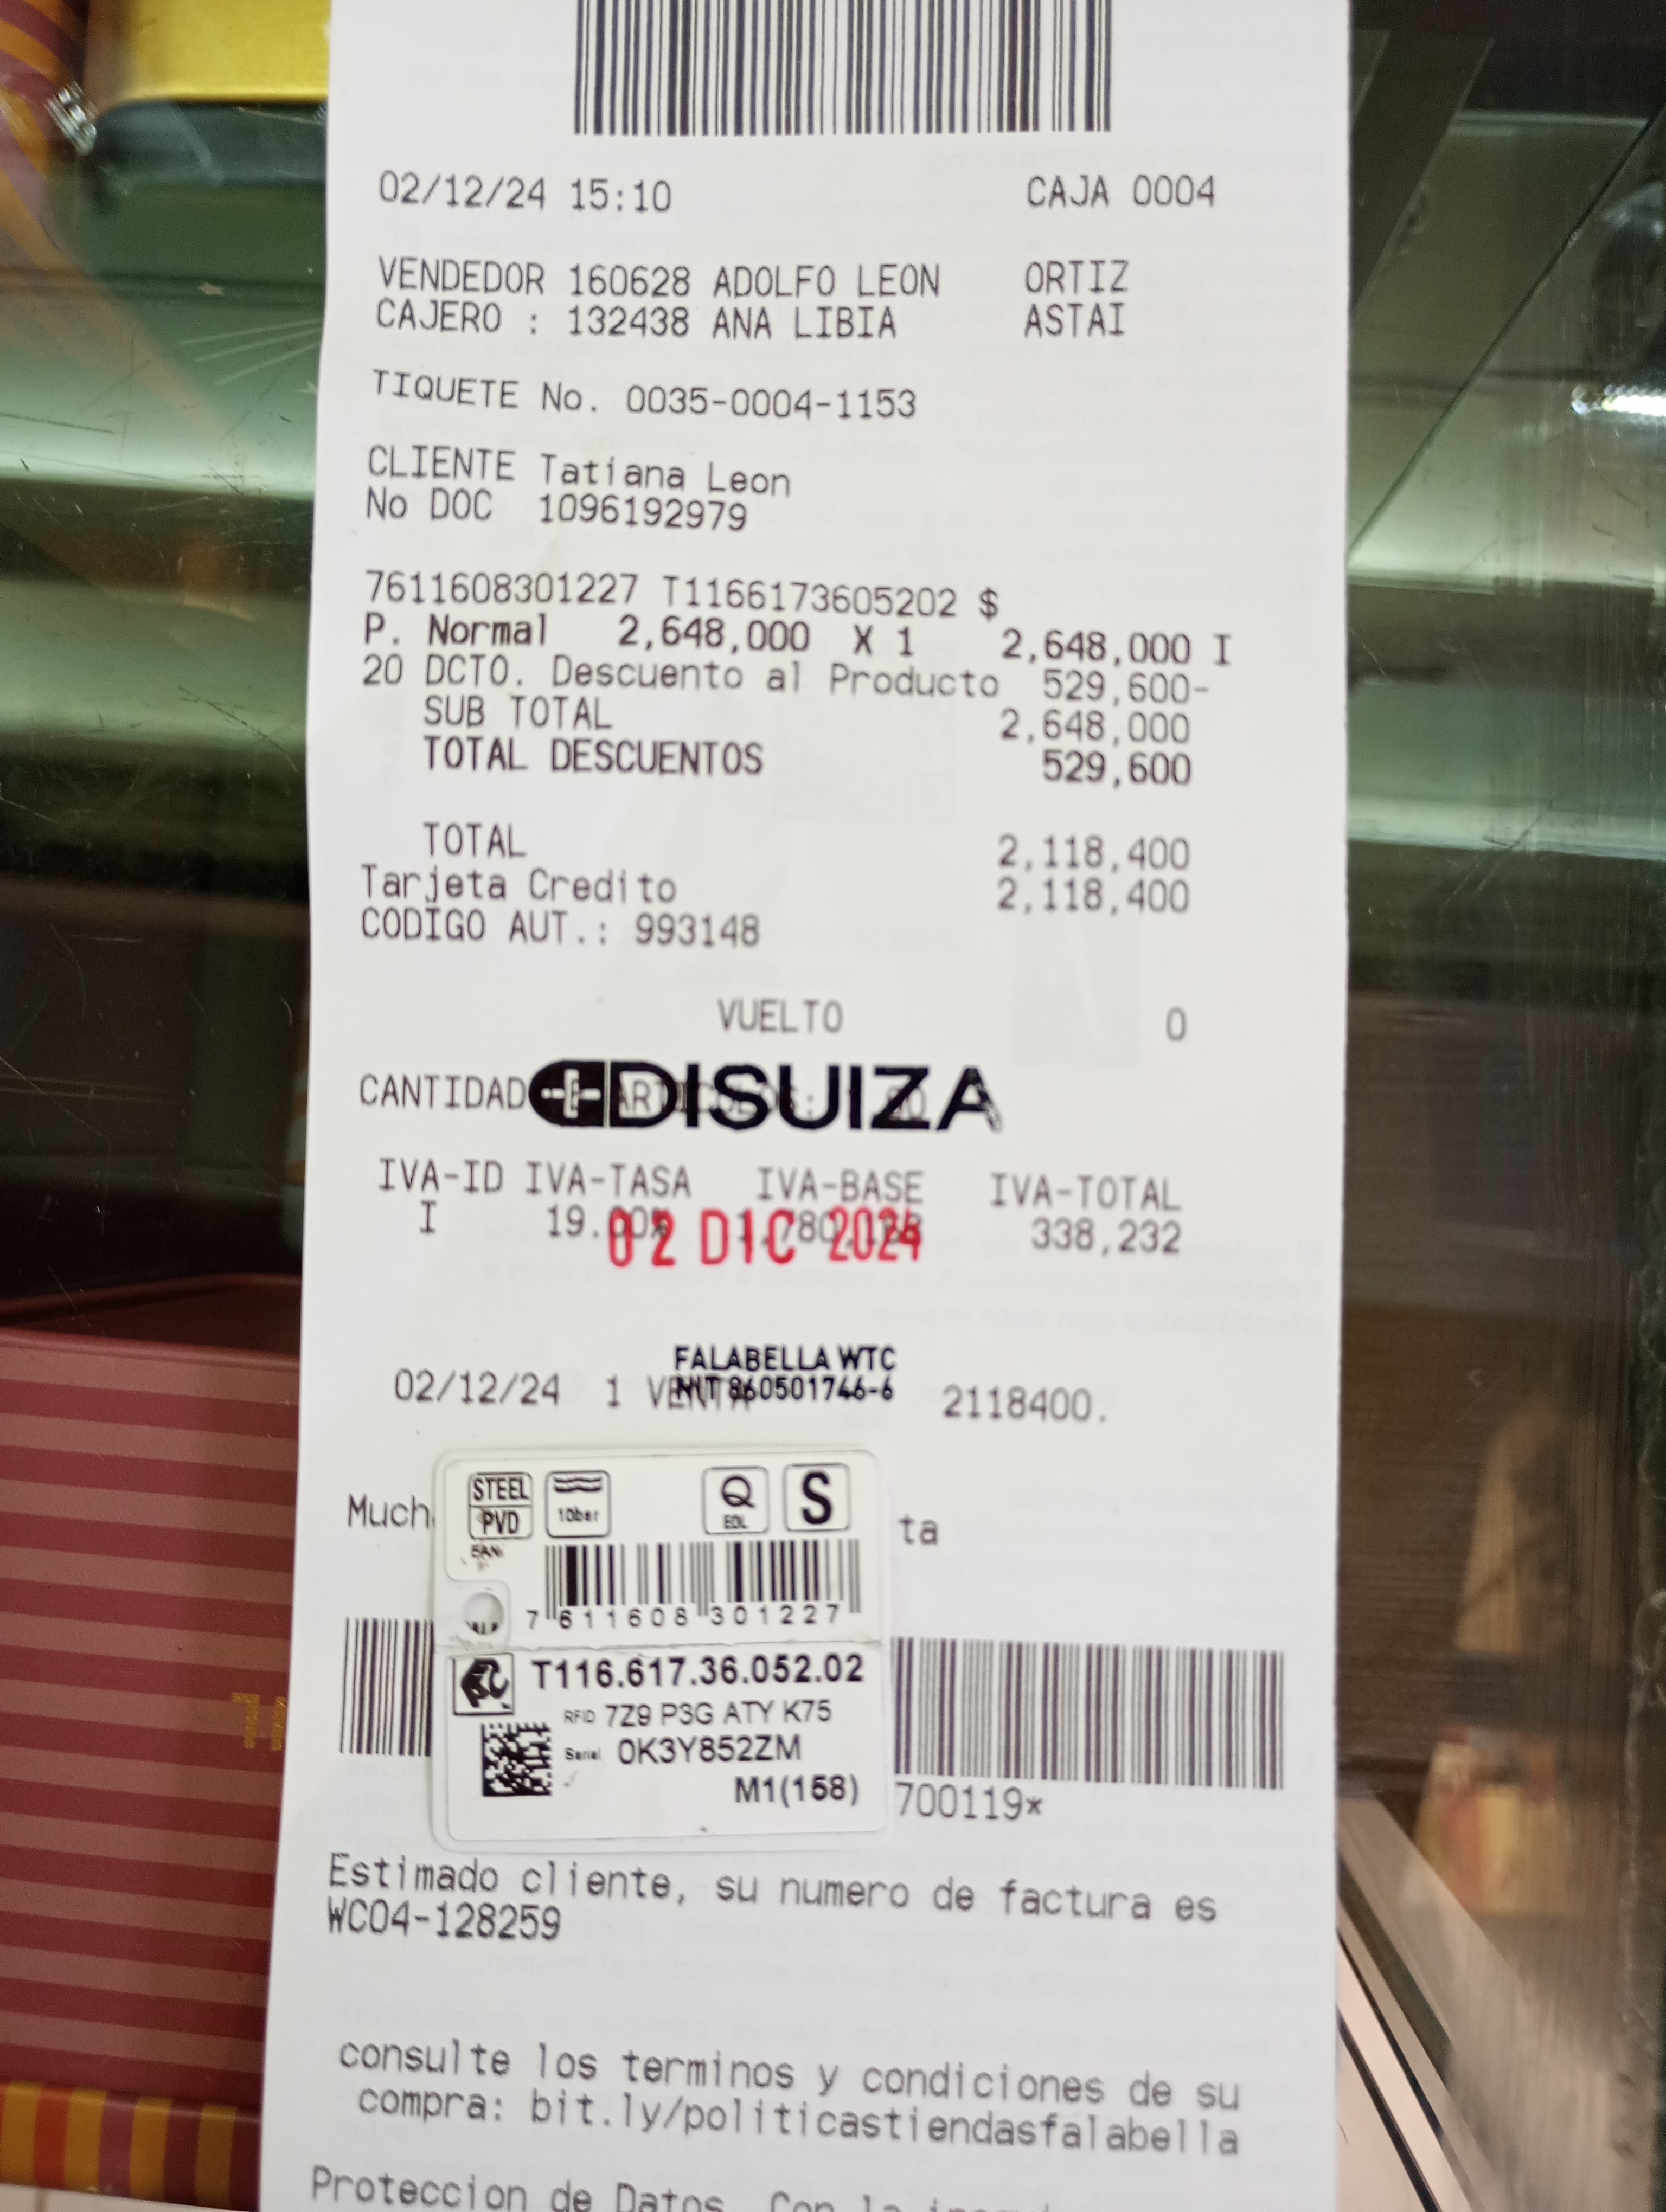 02/12/24 15:10 CAJA 0004
VENDEDOR 160628 ADOLFO LEON ORTIZ
CAJERO : 132438 ANA LIBIA ASTAI
TIQUETE No. 0035-0004-1153
CLIENTE Tatiana Leon
No DOC 1096192979
7611608301227 T1166173605202 $
P. Normal 2,648,000 X 1 2,648,000 I
20 DCTO. Descuento al Producto 529,600-
SUB TOTAL 2,648,000
TOTAL DESCUENTOS 529,600
TOTAL 2,118,400
Tarjeta Credito 2,118,400
CODIGO AUT.: 993148
VUELTO 0
CANTIDAD
DISUIZA
IVA-ID IVA-TASA IVA-BASE IVA-TOTAL
I 19.00% 338,232
02 DIC 2024
FALABELLA WTC
NIT 860501746-6
02/12/24 1 VENTA 2118400.
STEEL
PVD
10bar
Q
EOL
S
EAN
7 611608 301227
T116.617.36.052.02
RFID 7Z9 P3G ATY K75
Serial 0K3Y852ZM
M1(158)
700119*
Estimado cliente, su numero de factura es
WC04-128259
consulte los terminos y condiciones de su
compra: bit.ly/politicastiendasfalabella
Proteccion de Datos. Con la